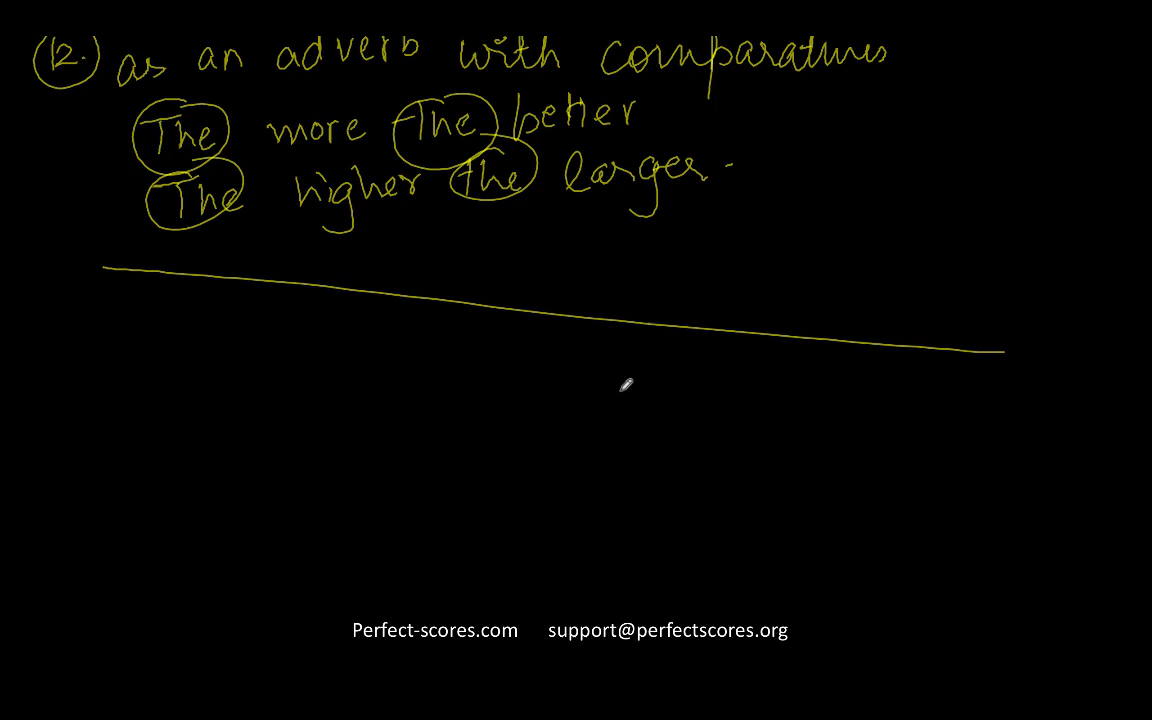 (12.) as an adverb with comparatives
The more the better
The higher the larger.
Perfect-scores.com support@perfectscores.org